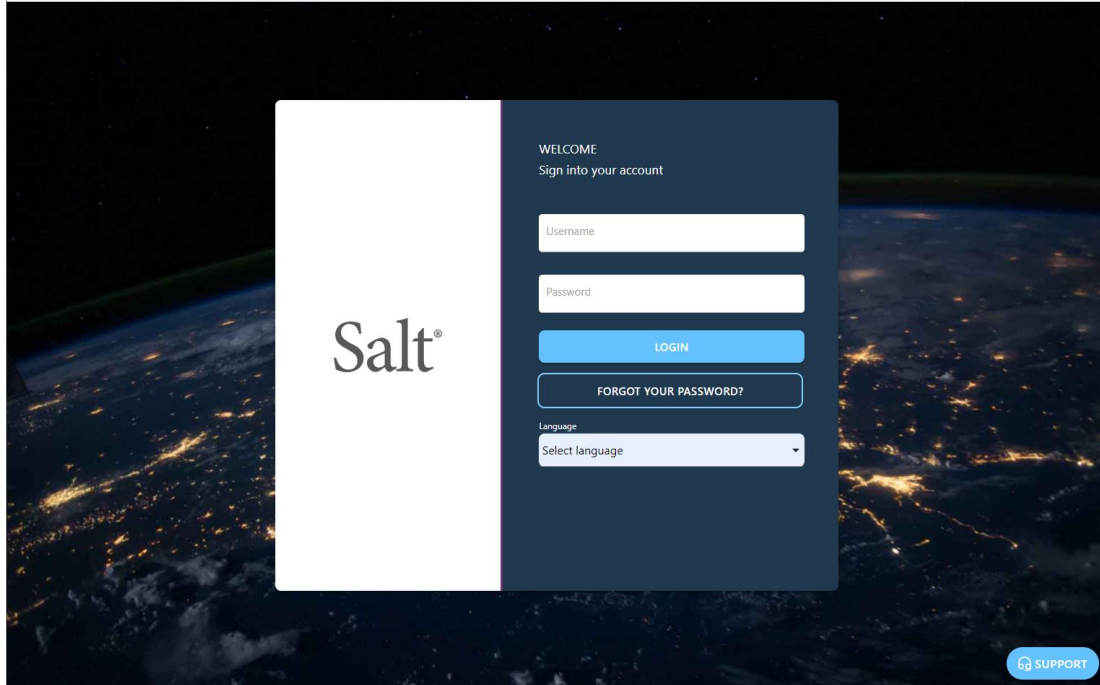 Salt®
WELCOME
Sign into your account
Username
Password
LOGIN
FORGOT YOUR PASSWORD?
Language
Select language
SUPPORT